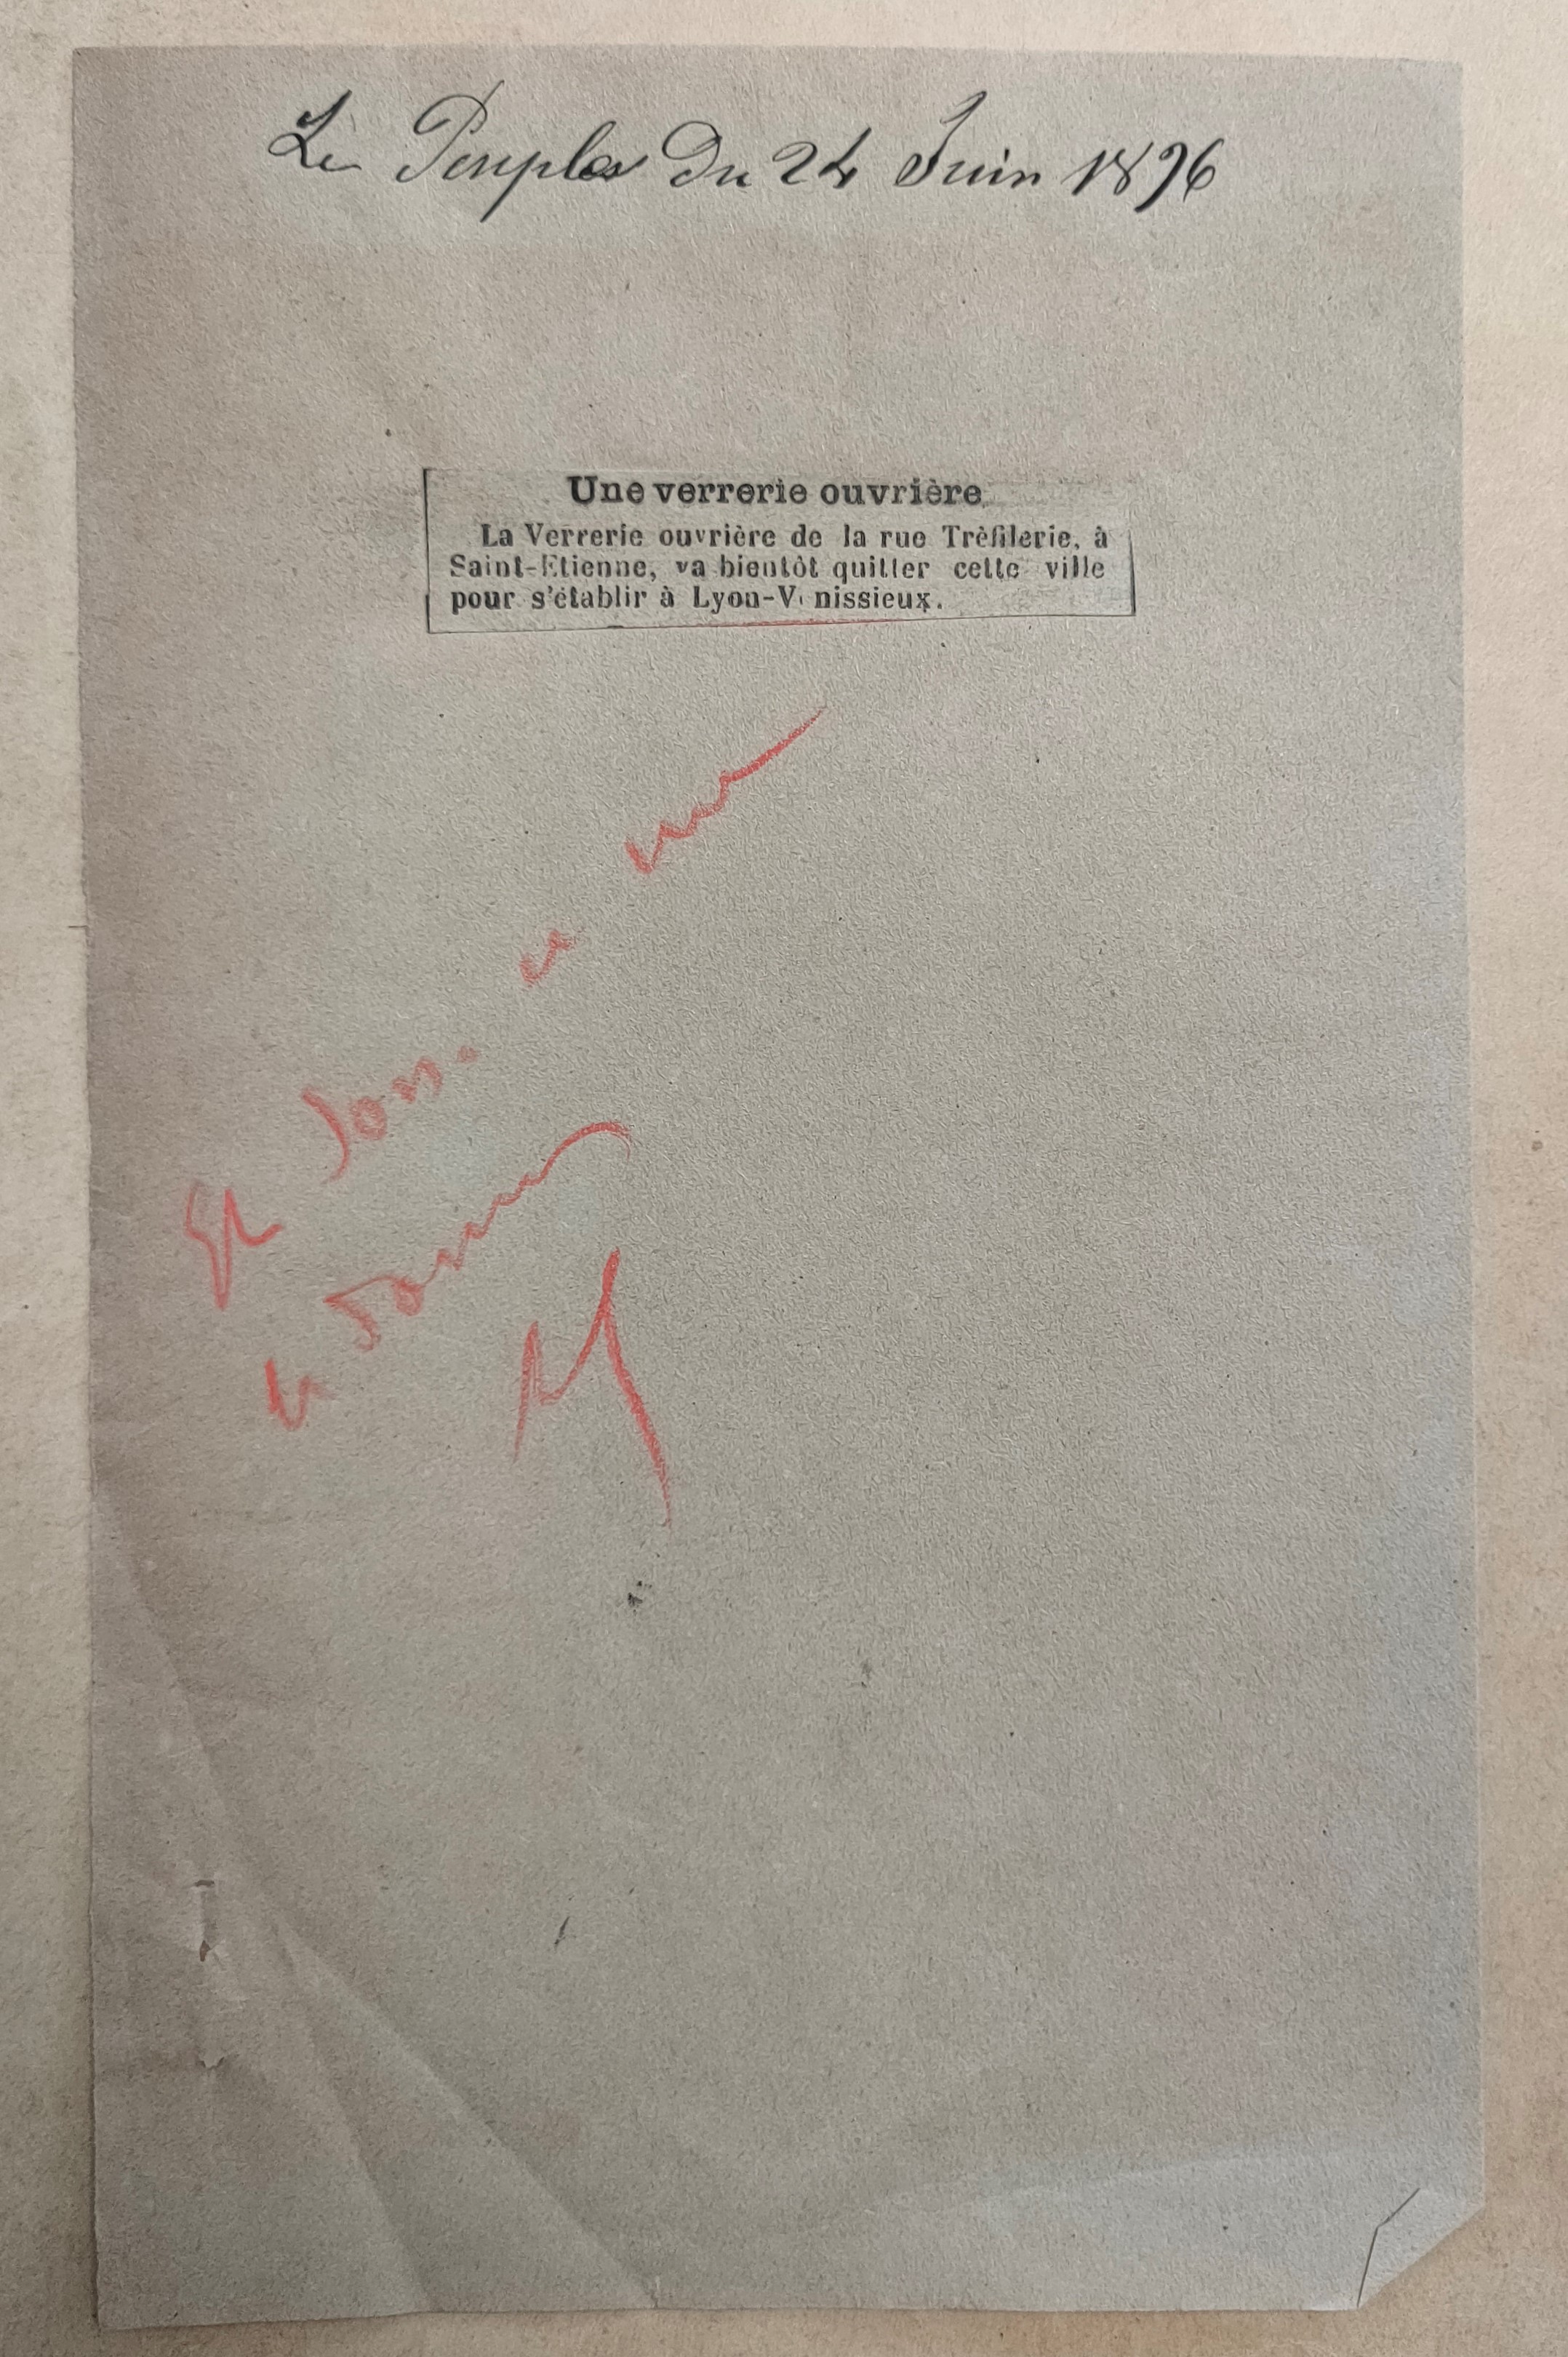 Le Peuple du 24 Juin 1896
Une verrerie ouvrière
La Verrerie ouvrière de la rue Tréfilerie, à
Saint-Etienne, va bientôt quitter cette ville
pour s'établir à Lyon-V nissieux.